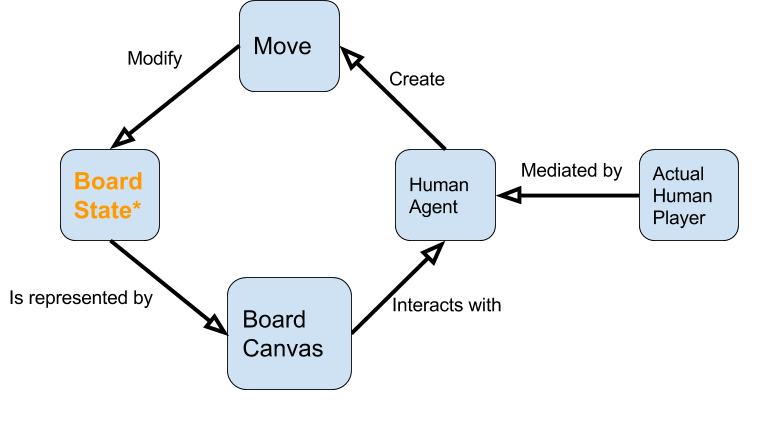 Move
Modify
Create
Board
State*
Human
Agent
Mediated by
Actual
Human
Player
Is represented by
Board
Canvas
Interacts with